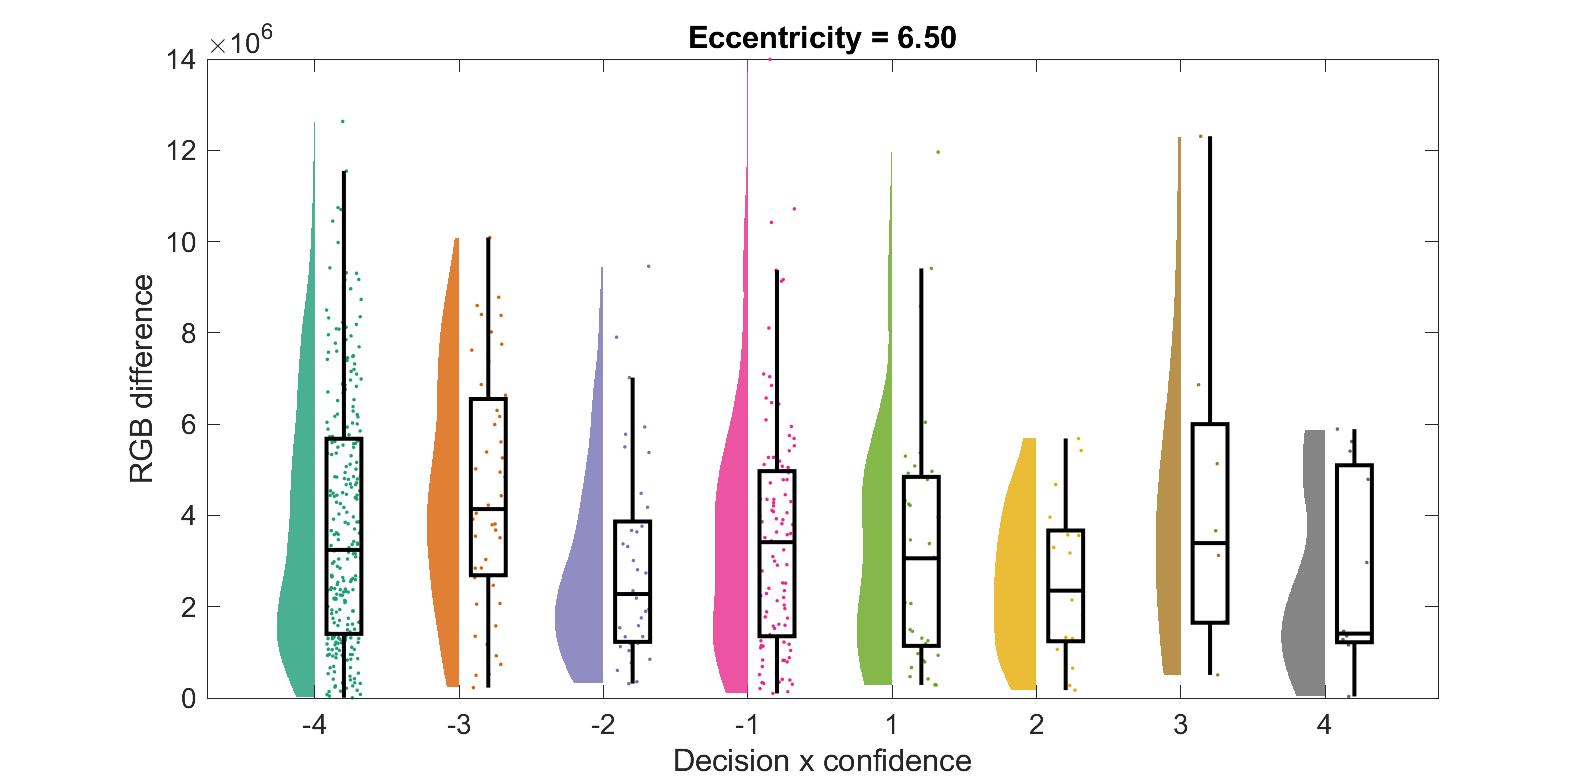 Eccentricity = 6.50
×10^6
14
12
10
8
6
4
2
0
RGB difference
-4 -3 -2 -1 1 2 3 4
Decision x confidence